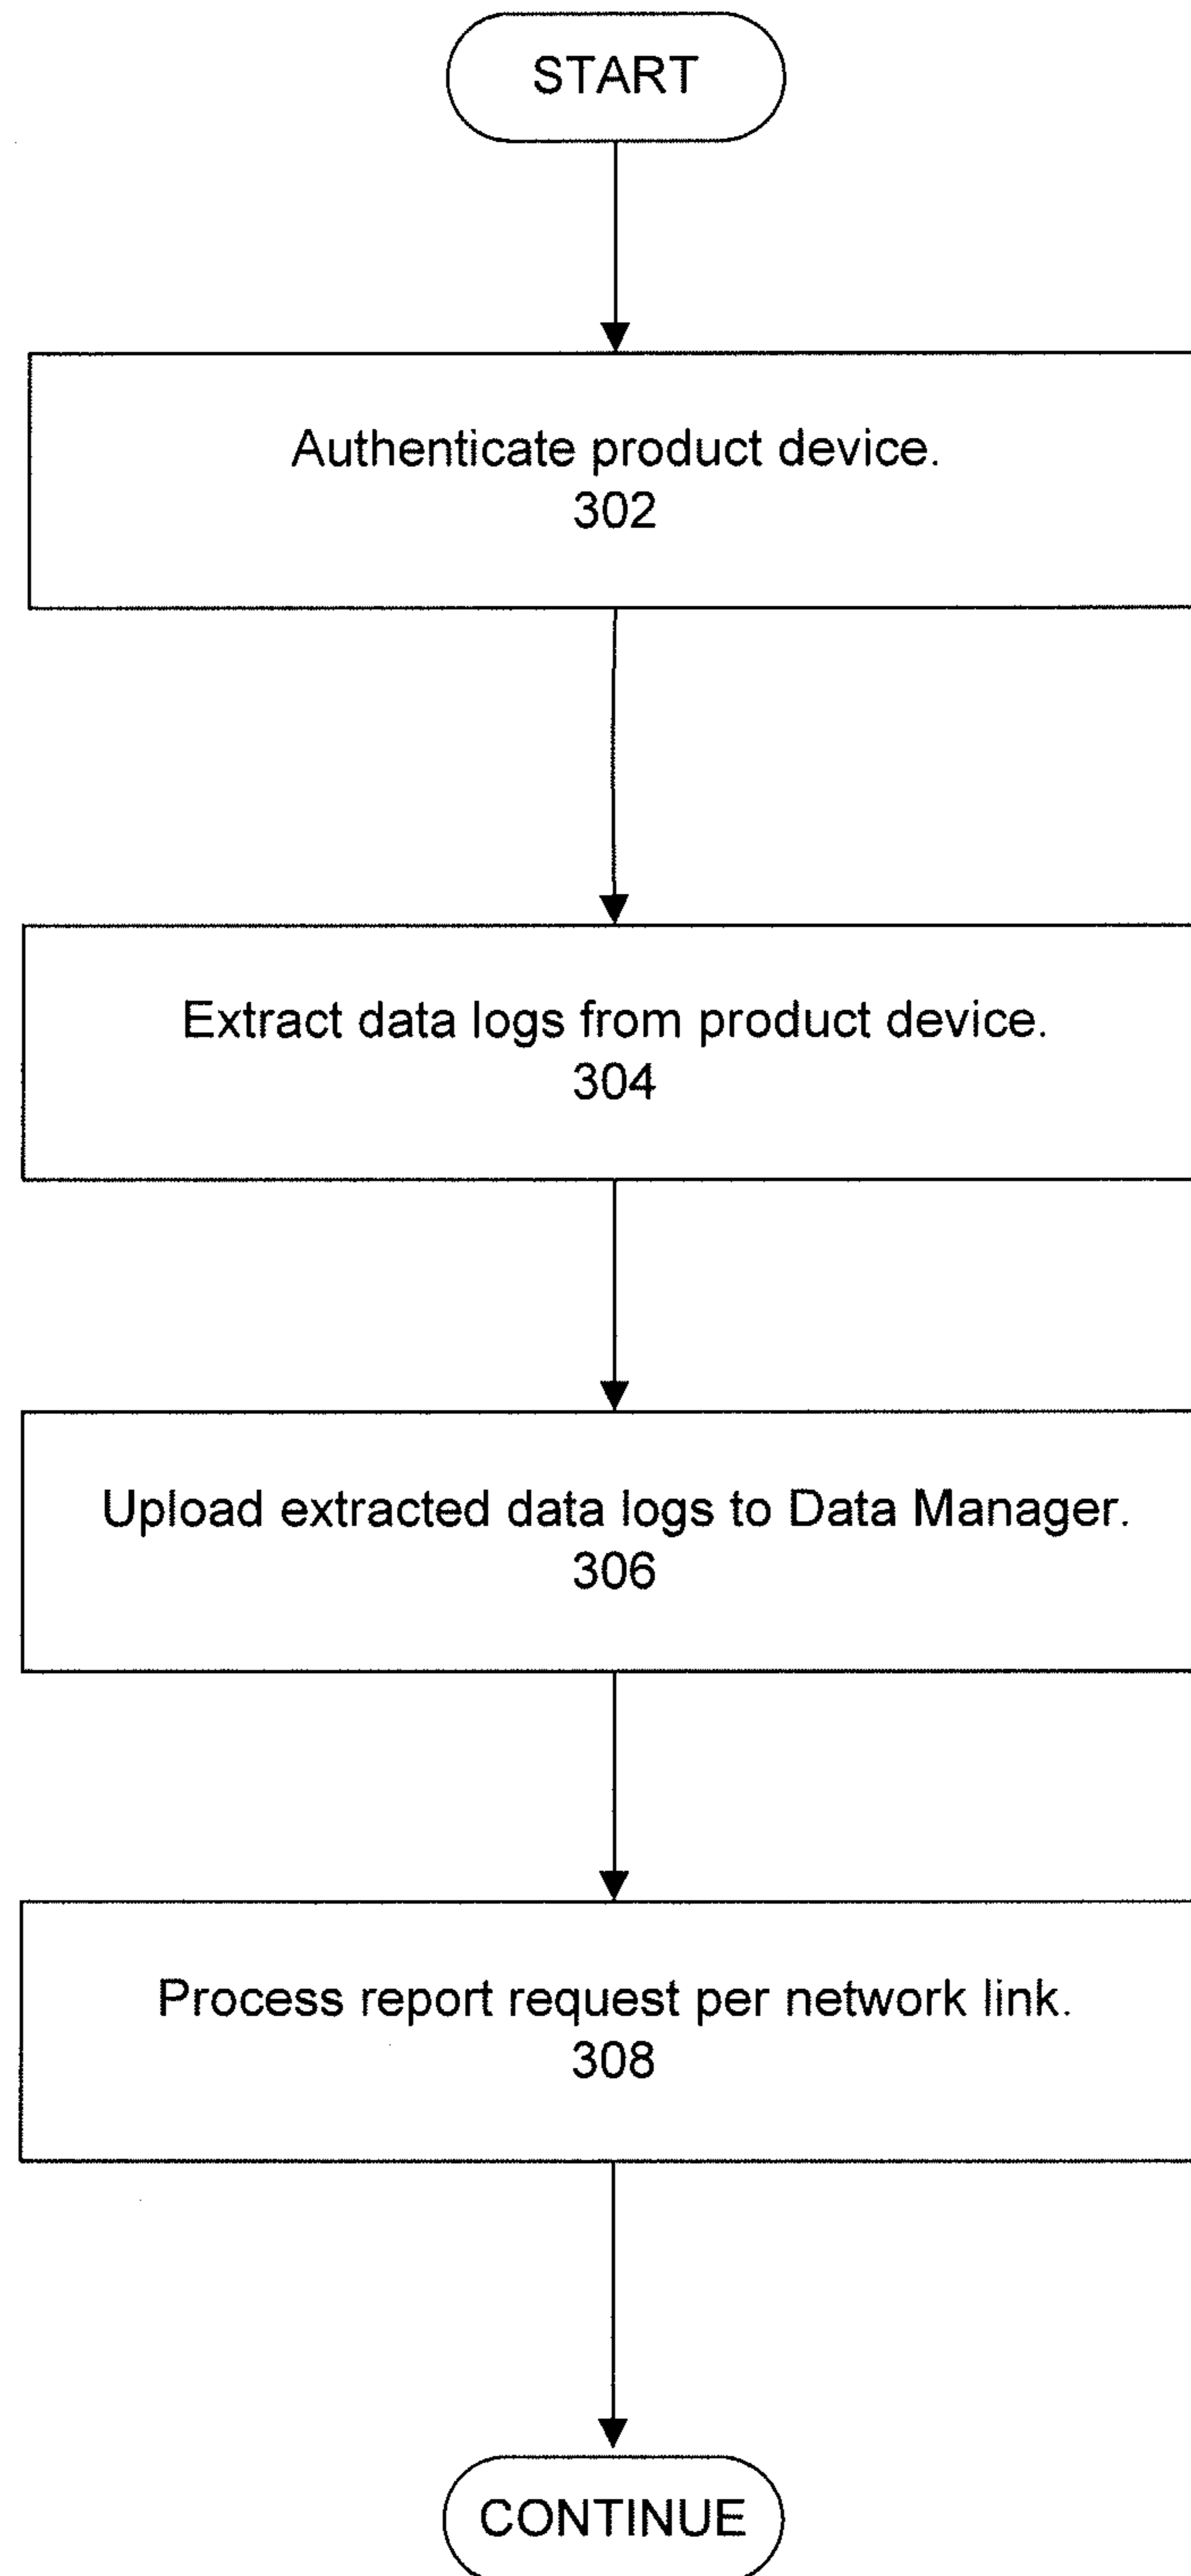 START
Authenticate product device.
302
Extract data logs from product device.
304
Upload extracted data logs to Data Manager.
306
Process report request per network link.
308
CONTINUE